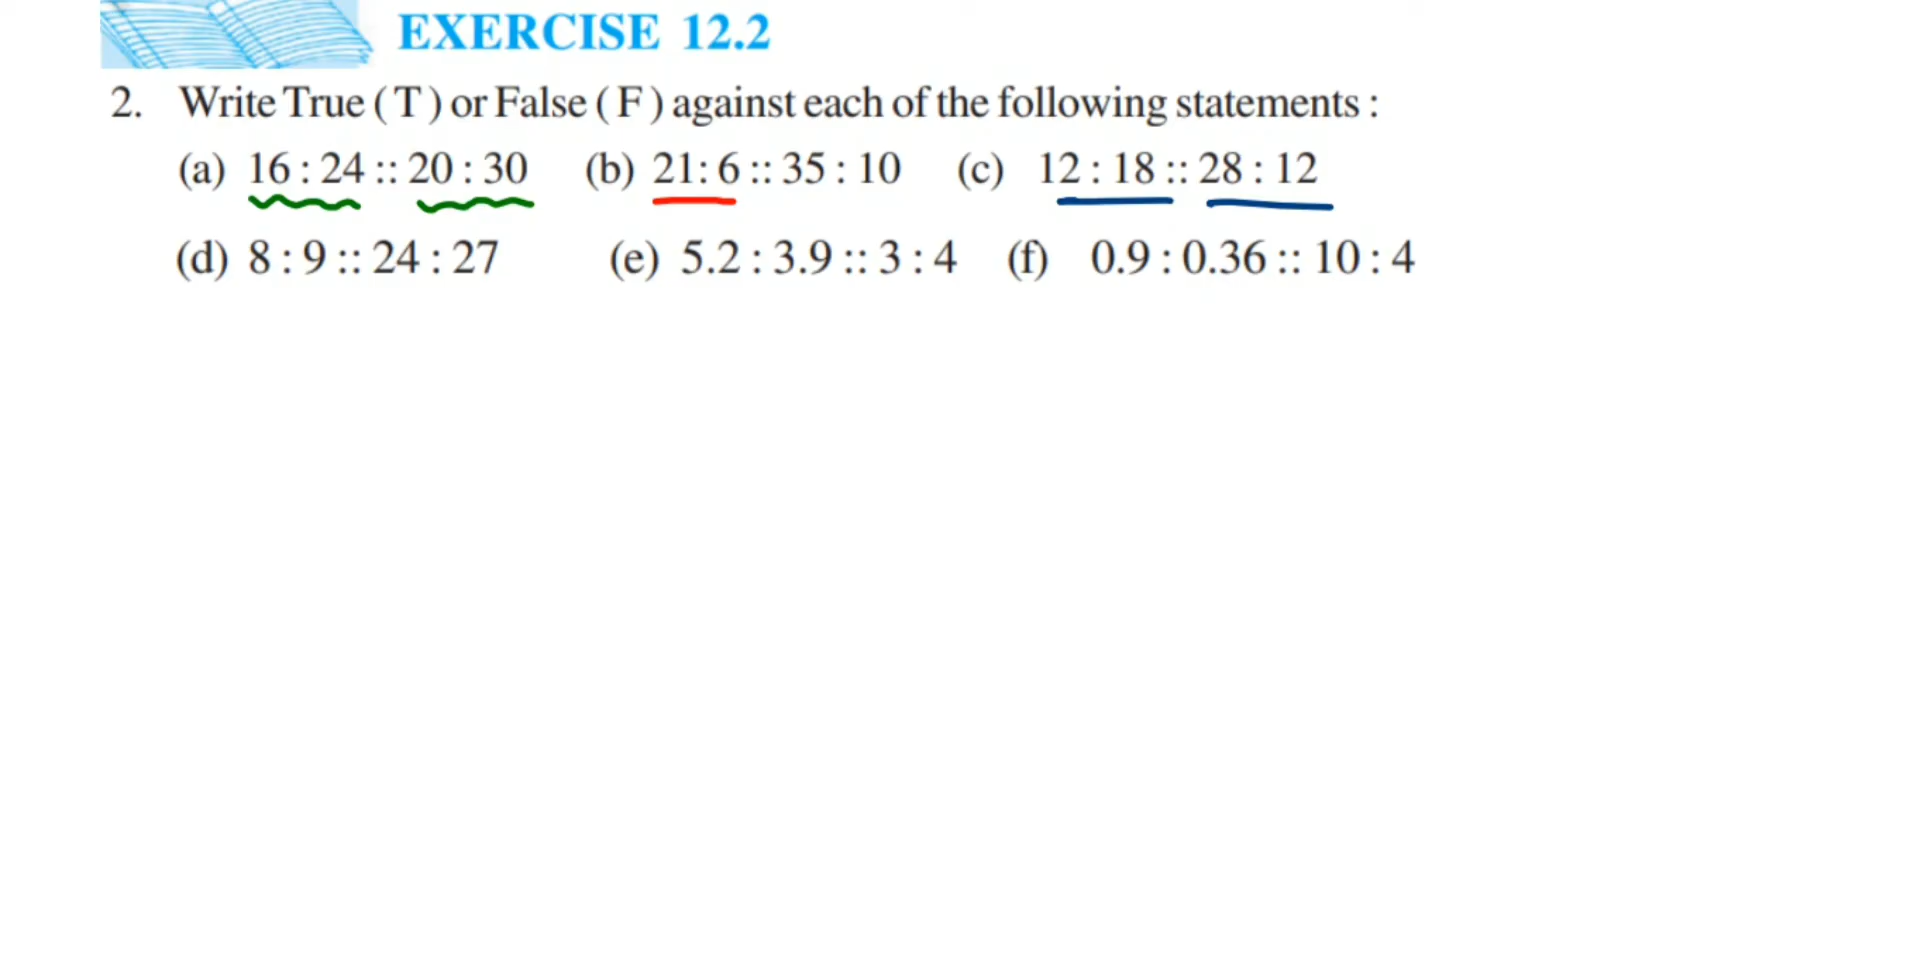 EXERCISE 12.2
2. Write True ( T ) or False ( F ) against each of the following statements :
(a) 16 : 24 :: 20 : 30 (b) 21: 6 :: 35 : 10 (c) 12 : 18 :: 28 : 12
(d) 8 : 9 :: 24 : 27 (e) 5.2 : 3.9 :: 3 : 4 (f) 0.9 : 0.36 :: 10 : 4